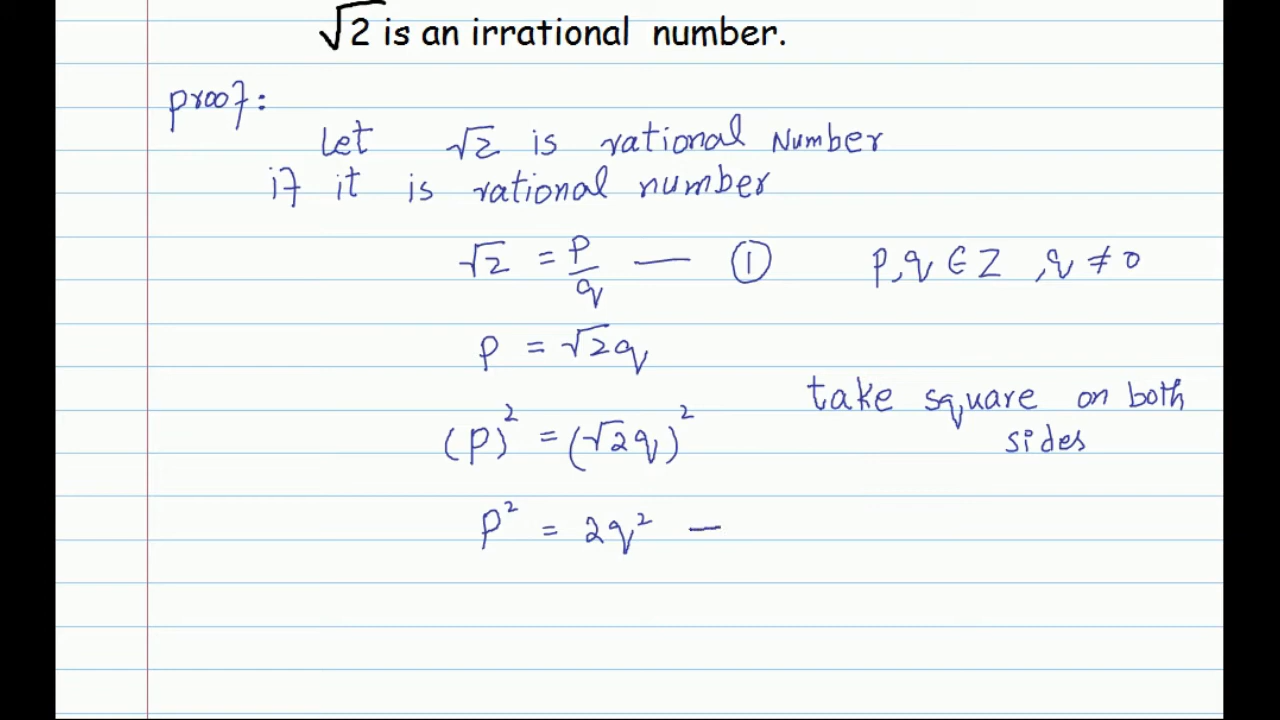 √2 is an irrational number.
proof:
Let √2 is rational Number
if it is rational number
√2 = p/q — ① p,q ∈ Z ,q ≠ 0
p = √2q
take square on both
(p)² = (√2q)²
sides
p² = 2q² —